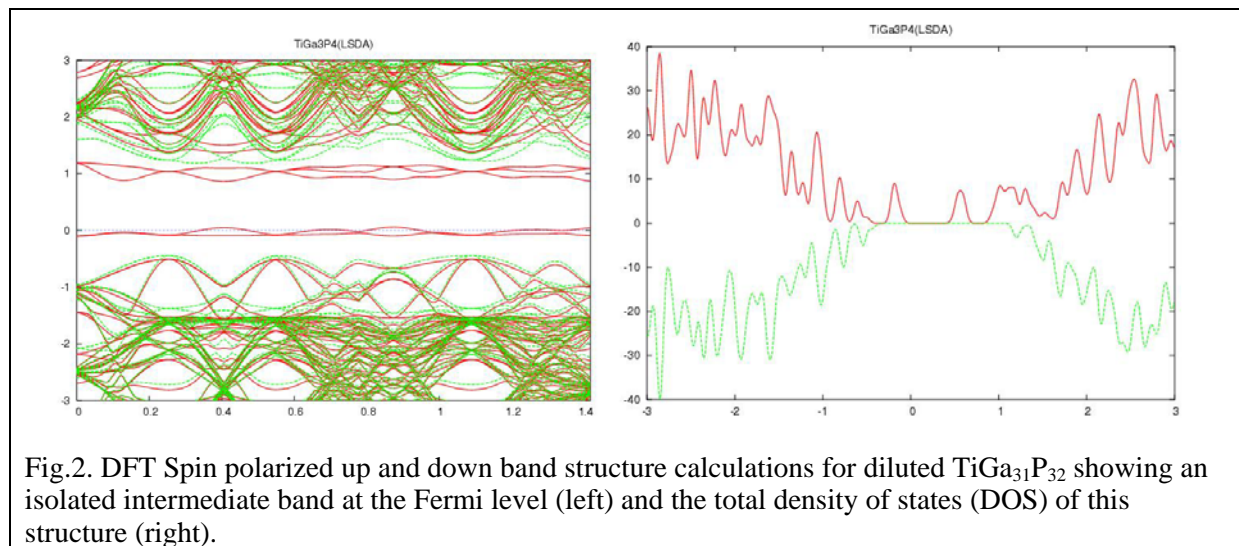 TiGa3P4(LSDA)
3
2
1
0
-1
-2
-3
0 0.2 0.4 0.6 0.8 1 1.2 1.4
TiGa3P4(LSDA)
40
30
20
10
0
-10
-20
-30
-40
-3 -2 -1 0 1 2 3
Fig.2. DFT Spin polarized up and down band structure calculations for diluted TiGa₃₁P₃₂ showing an
isolated intermediate band at the Fermi level (left) and the total density of states (DOS) of this
structure (right).